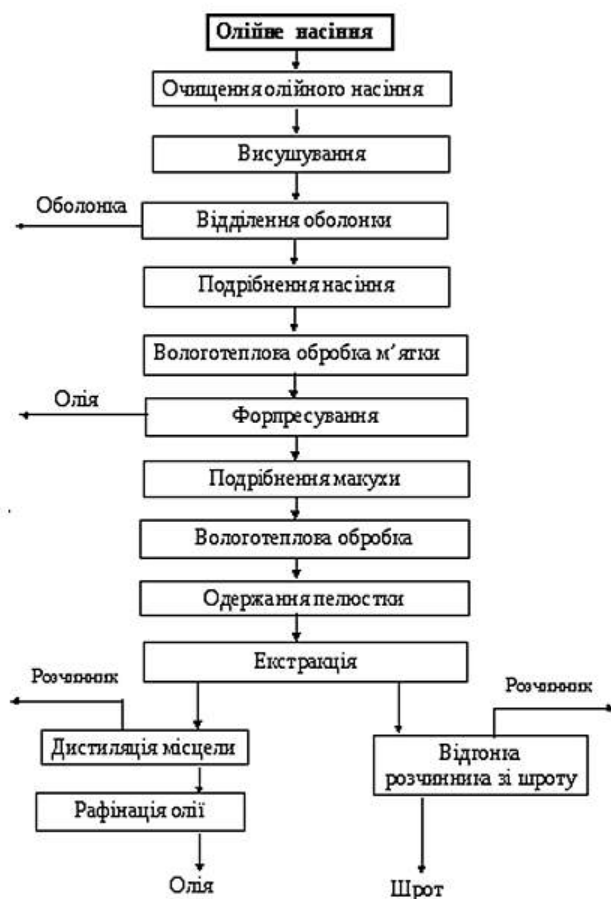 Олійне насіння
Очищення олійного насіння
Висушування
Оболонка
Відділення оболонки
Подрібнення насіння
Вологотеплова обробка м’ятки
Олія
Форпресування
Подрібнення макухи
Вологотеплова обробка
Одержання пелюстки
Екстракція
Розчинник
Розчинник
Дистиляція місцели
Відгонка
розчинника зі шроту
Рафінація олії
Олія
Шрот